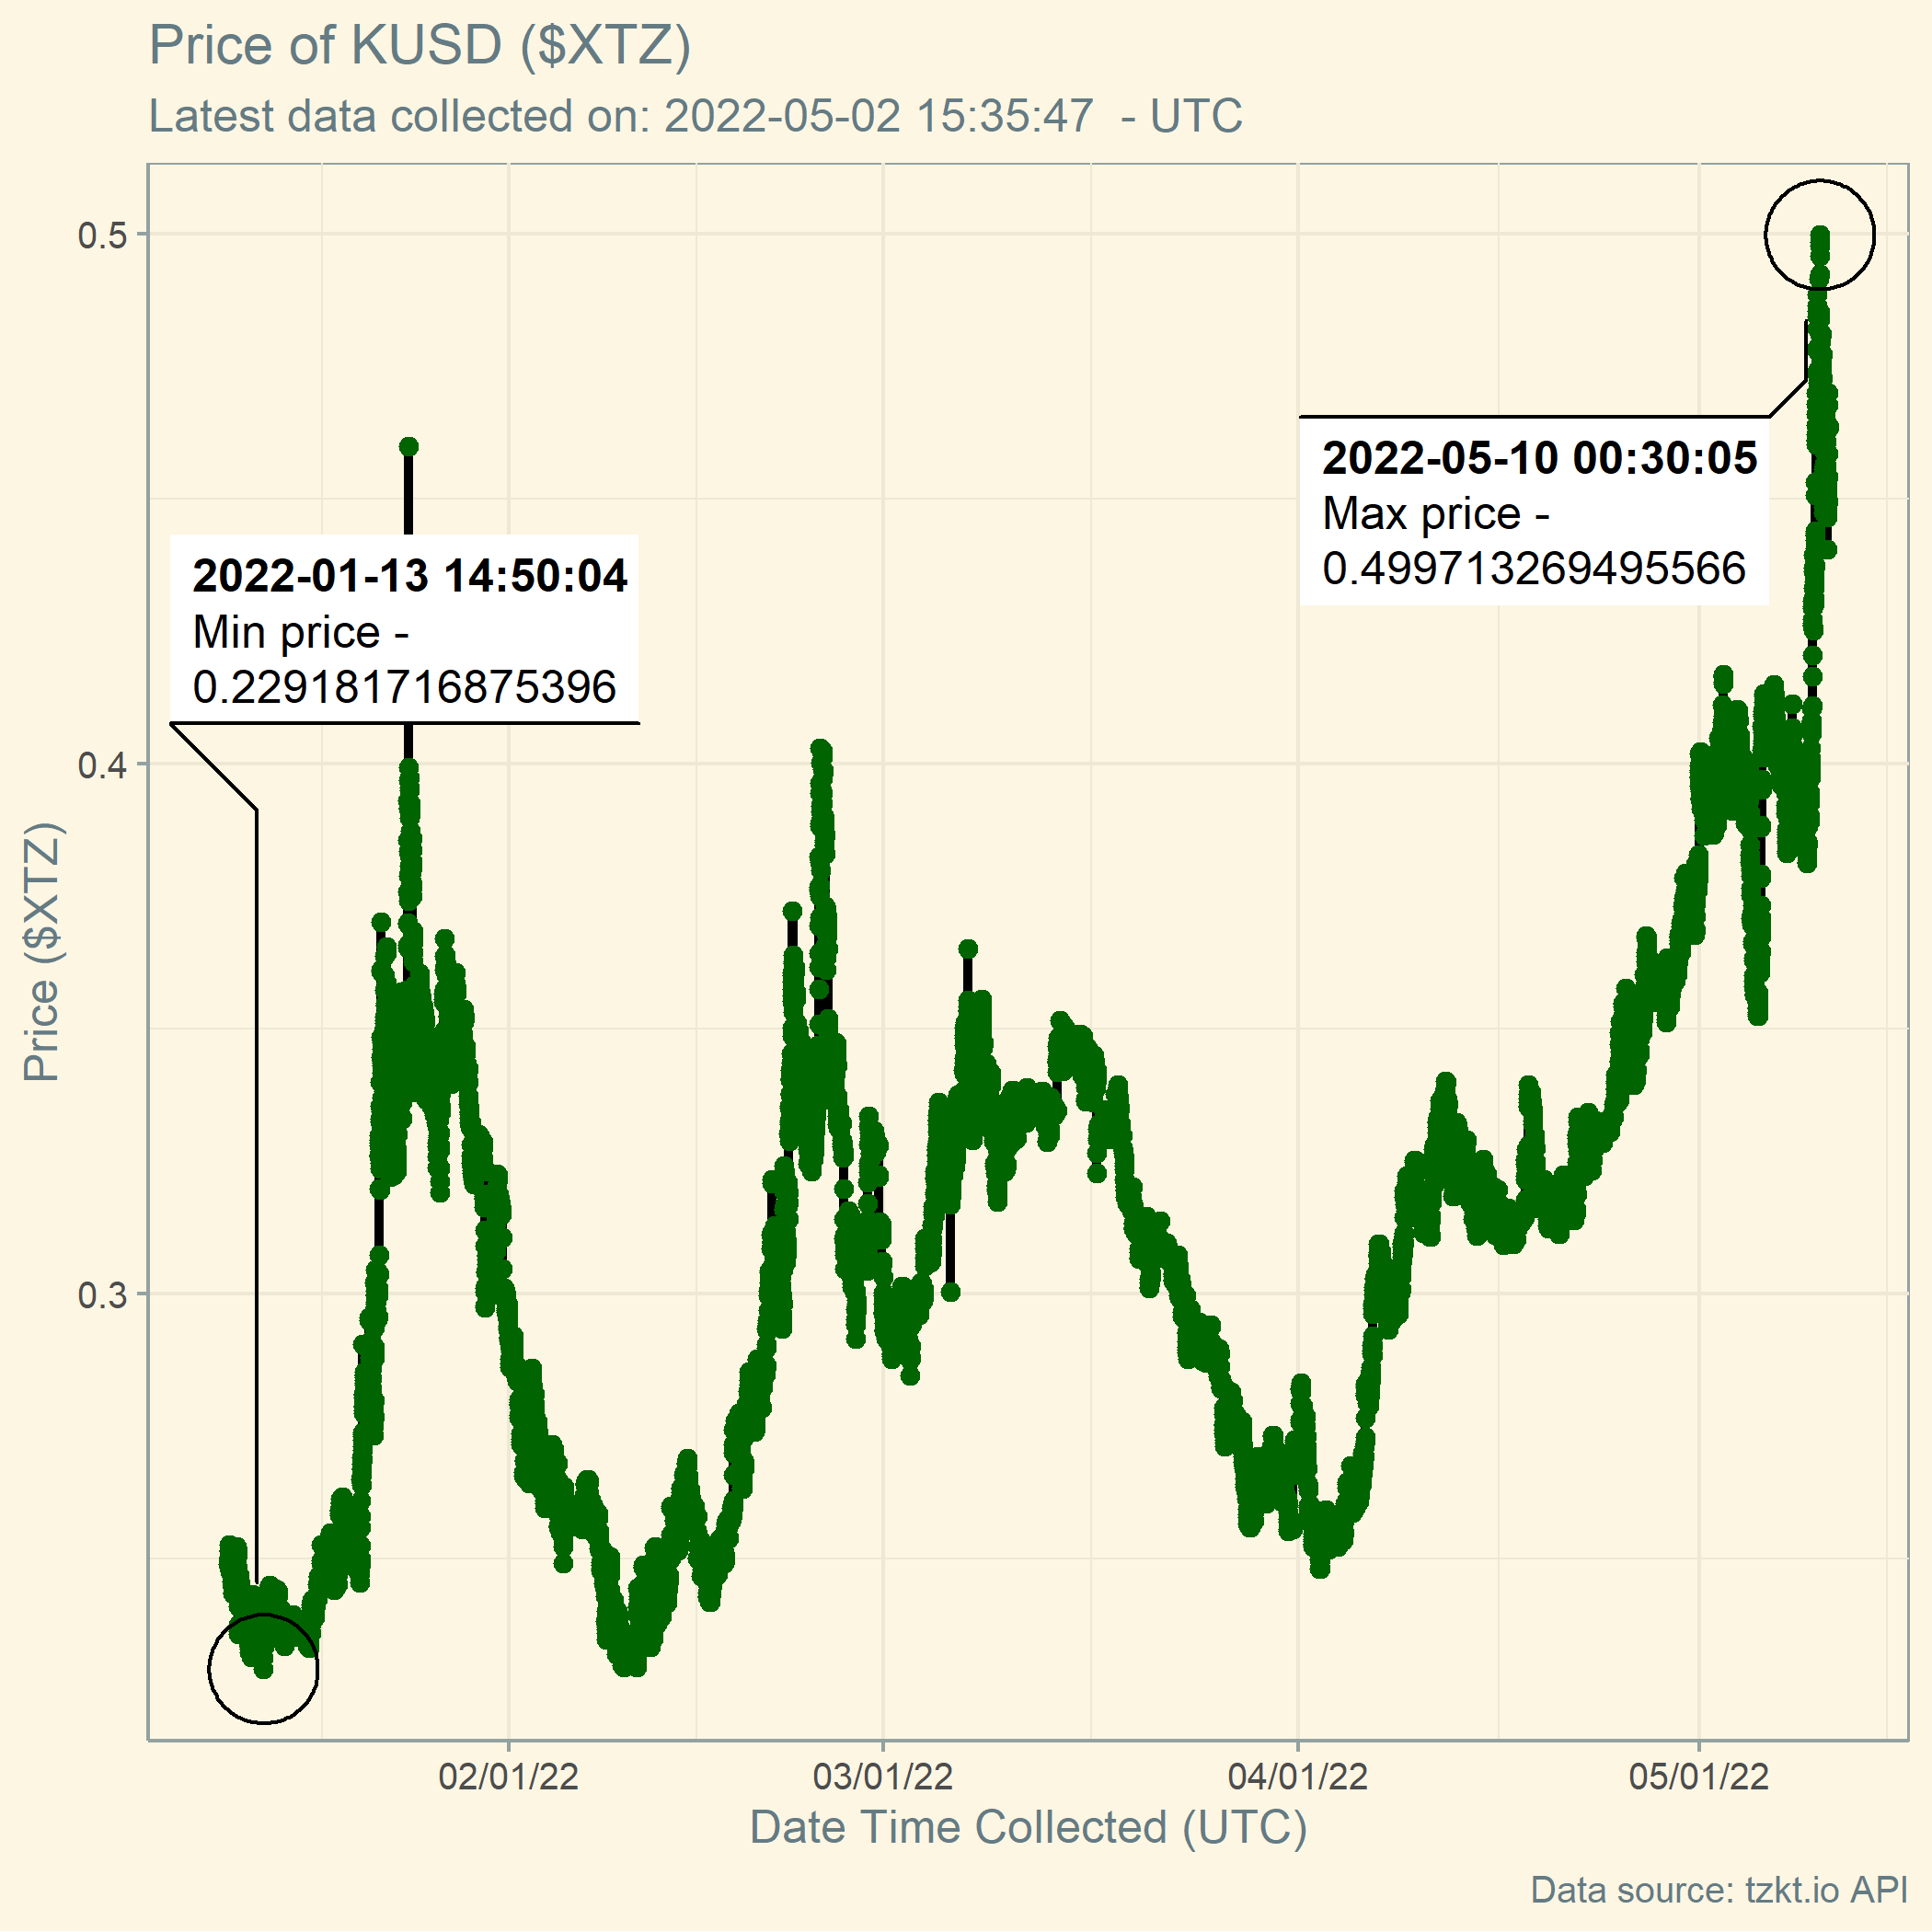 Price of KUSD ($XTZ)
Latest data collected on: 2022-05-02 15:35:47  - UTC
0.5
0.4
0.3
Price ($XTZ)
2022-01-13 14:50:04
Min price -
0.229181716875396
2022-05-10 00:30:05
Max price -
0.499713269495566
02/01/22
03/01/22
04/01/22
05/01/22
Date Time Collected (UTC)
Data source: tzkt.io API